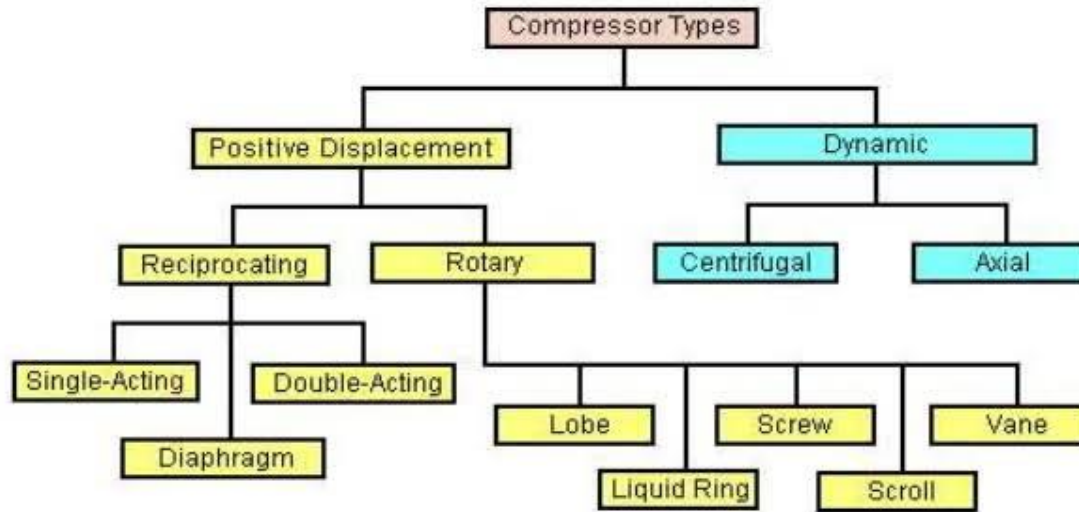 Compressor Types
Positive Displacement
Dynamic
Reciprocating
Rotary
Centrifugal
Axial
Single-Acting
Double-Acting
Diaphragm
Lobe
Screw
Vane
Liquid Ring
Scroll